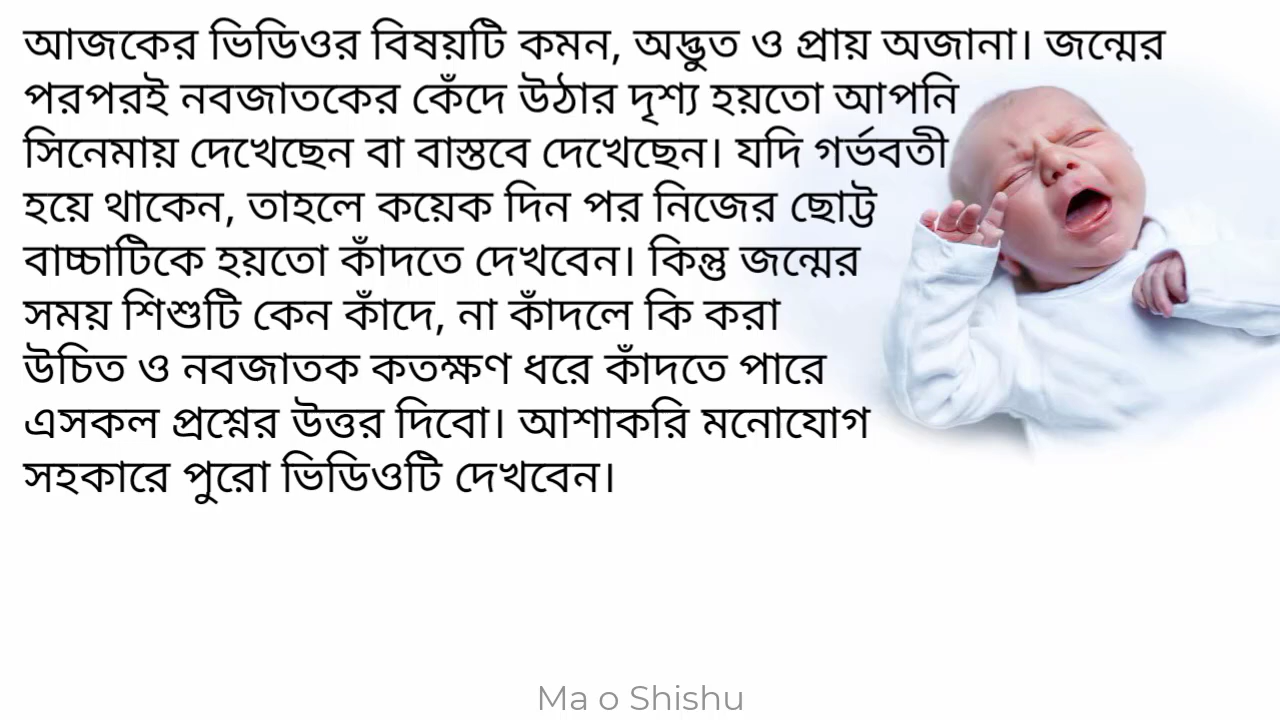 আজকের ভিডিওর বিষয়টি কমন, অদ্ভুত ও প্রায় অজানা। জন্মের
পরপরই নবজাতকের কেঁদে উঠার দৃশ্য হয়তো আপনি
সিনেমায় দেখেছেন বা বাস্তবে দেখেছেন। যদি গর্ভবতী
হয়ে থাকেন, তাহলে কয়েক দিন পর নিজের ছোট্ট
বাচ্চাটিকে হয়তো কাঁদতে দেখবেন। কিন্তু জন্মের
সময় শিশুটি কেন কাঁদে, না কাঁদলে কি করা
উচিত ও নবজাতক কতক্ষণ ধরে কাঁদতে পারে
এসকল প্রশ্নের উত্তর দিবো। আশাকরি মনোযোগ
সহকারে পুরো ভিডিওটি দেখবেন।
Ma o Shishu